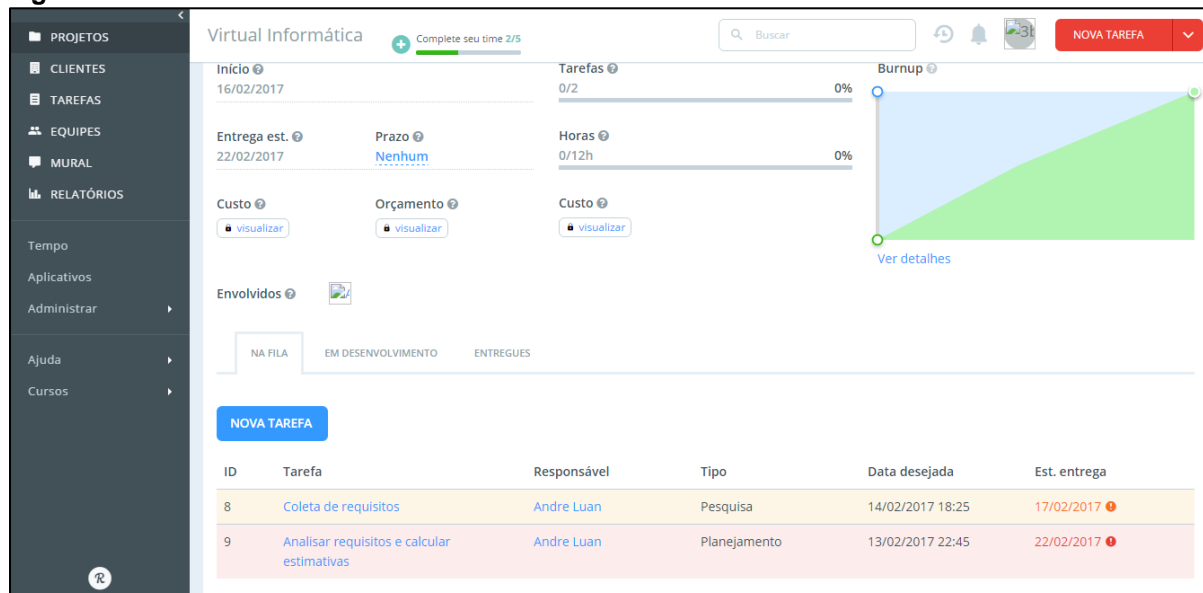 PROJETOS
CLIENTES
TAREFAS
EQUIPES
MURAL
RELATÓRIOS
Tempo
Aplicativos
Administrar
Ajuda
Cursos
Virtual Informática
Complete seu time 2/5
Buscar
NOVA TAREFA
Início
16/02/2017
Tarefas
0/2 0%
Burnup
Entrega est. Prazo
22/02/2017 Nenhum
Horas
0/12h 0%
Custo Orçamento Custo
visualizar visualizar visualizar
Ver detalhes
Envolvidos
NA FILA EM DESENVOLVIMENTO ENTREGUES
NOVA TAREFA
ID Tarefa Responsável Tipo Data desejada Est. entrega
8 Coleta de requisitos Andre Luan Pesquisa 14/02/2017 18:25 17/02/2017
9 Analisar requisitos e calcular Andre Luan Planejamento 13/02/2017 22:45 22/02/2017
estimativas